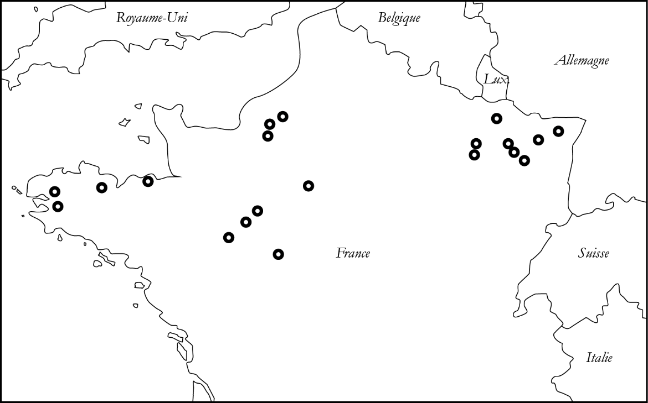 Royaume-Uni
Belgique
Allemagne
Lux.
France
Suisse
Italie